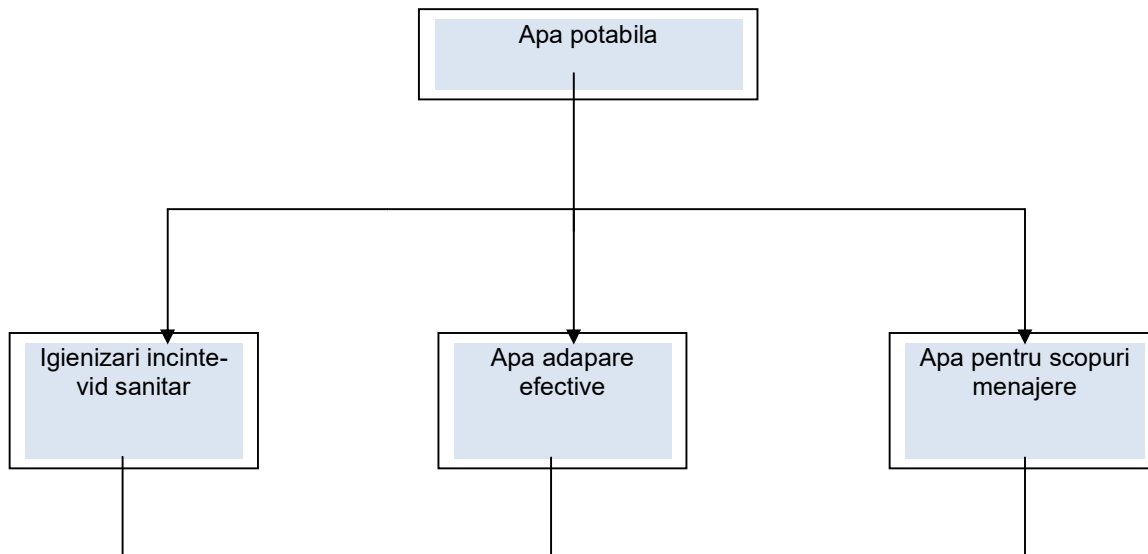 Apa potabila
Igienizari incinte-
vid sanitar
Apa adapare
efective
Apa pentru scopuri
menajere